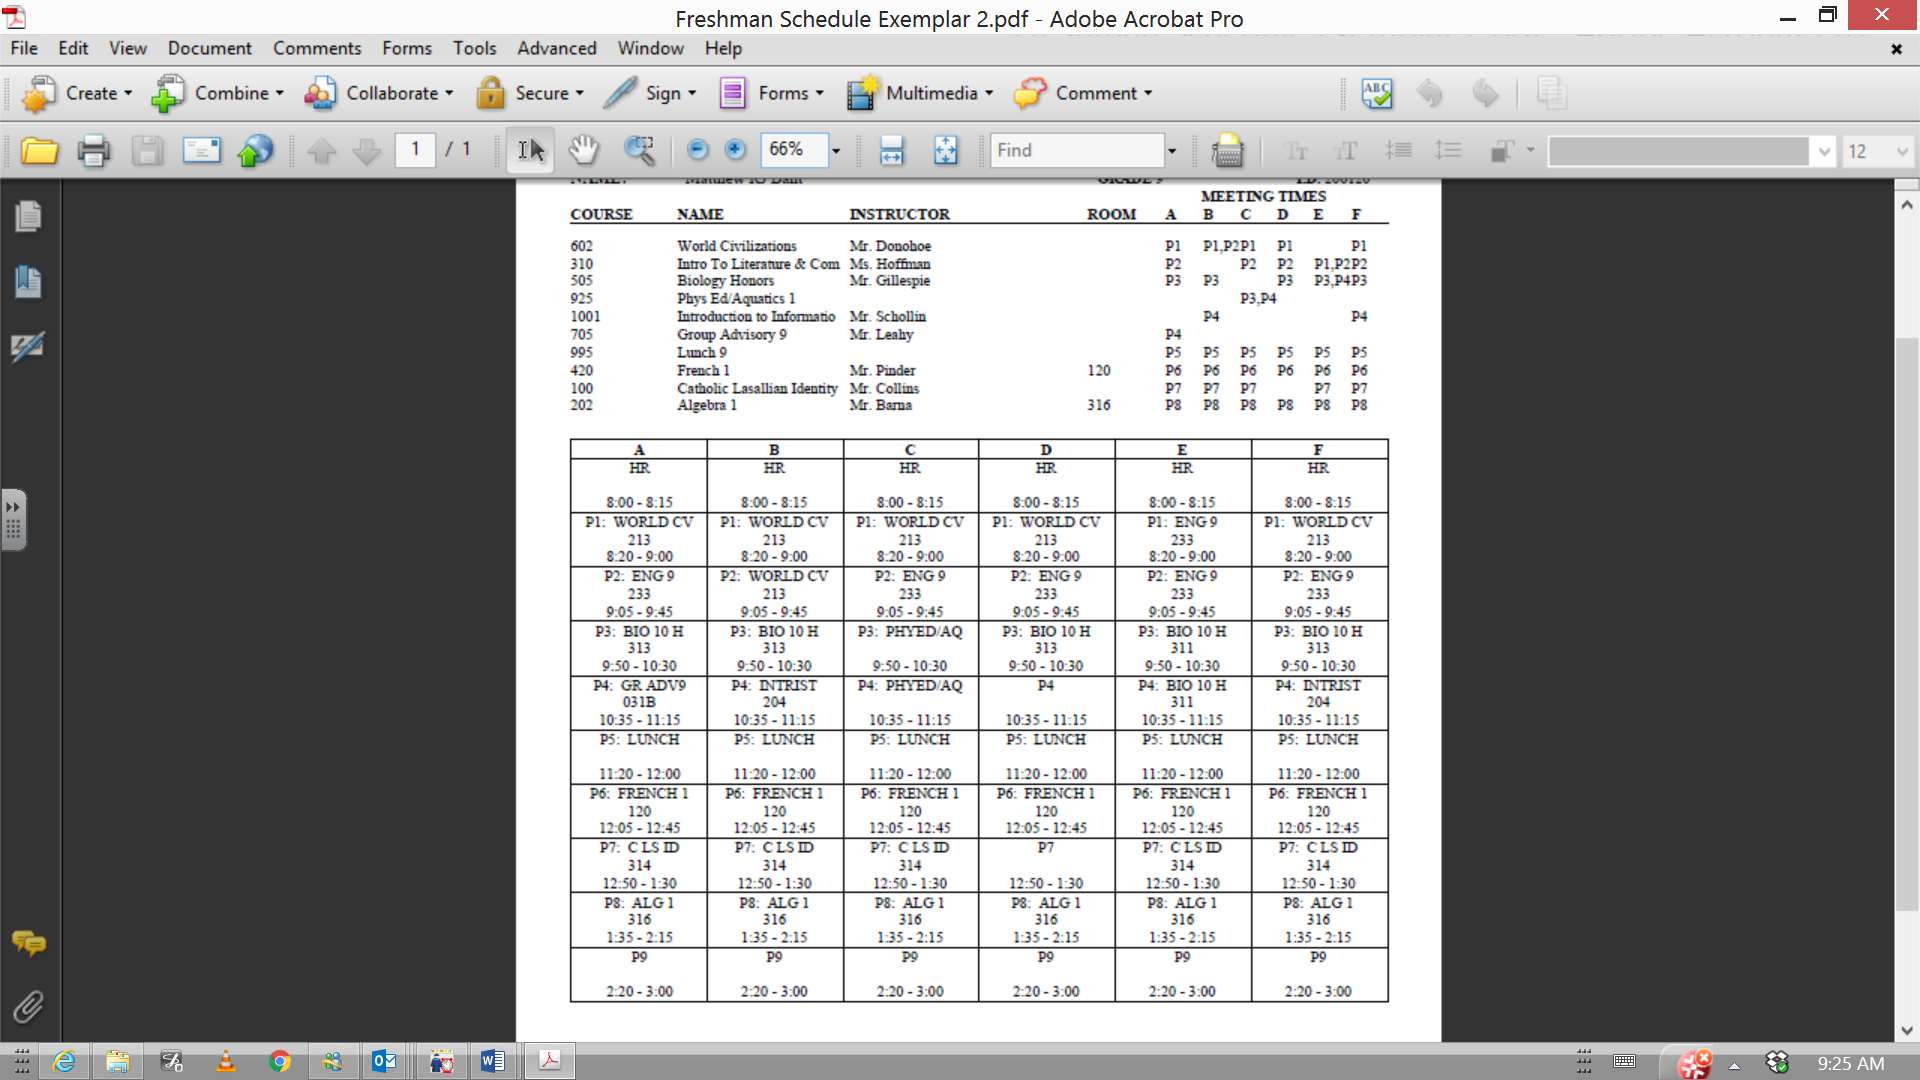 Freshman Schedule Exemplar 2.pdf - Adobe Acrobat Pro
File Edit View Document Comments Forms Tools Advanced Window Help
Create Combine Collaborate Secure Sign Forms Multimedia Comment
1 / 1 66% Find 12
NAME: Matthew GRADE 9
MEETING TIMES
COURSE NAME INSTRUCTOR ROOM A B C D E F
602 World Civilizations Mr. Donohoe P1 P1,P2P1 P1 P1
310 Intro To Literature & Com Ms. Hoffman P2 P2 P2 P1,P2P2
505 Biology Honors Mr. Gillespie P3 P3 P3 P3,P4P3
925 Phys Ed/Aquatics 1 P3,P4
1001 Introduction to Informatio Mr. Schollin P4 P4
705 Group Advisory 9 Mr. Leahy P4
995 Lunch 9 P5 P5 P5 P5 P5 P5
420 French 1 Mr. Pinder 120 P6 P6 P6 P6 P6 P6
100 Catholic Lasallian Identity Mr. Collins P7 P7 P7 P7 P7
202 Algebra 1 Mr. Barna 316 P8 P8 P8 P8 P8 P8
A B C D E F
HR HR HR HR HR HR
8:00 - 8:15 8:00 - 8:15 8:00 - 8:15 8:00 - 8:15 8:00 - 8:15 8:00 - 8:15
P1: WORLD CV P1: WORLD CV P1: WORLD CV P1: WORLD CV P1: ENG 9 P1: WORLD CV
213 213 213 213 233 213
8:20 - 9:00 8:20 - 9:00 8:20 - 9:00 8:20 - 9:00 8:20 - 9:00 8:20 - 9:00
P2: ENG 9 P2: WORLD CV P2: ENG 9 P2: ENG 9 P2: ENG 9 P2: ENG 9
233 213 233 233 233 233
9:05 - 9:45 9:05 - 9:45 9:05 - 9:45 9:05 - 9:45 9:05 - 9:45 9:05 - 9:45
P3: BIO 10 H P3: BIO 10 H P3: PHYED/AQ P3: BIO 10 H P3: BIO 10 H P3: BIO 10 H
313 313 313 311 313
9:50 - 10:30 9:50 - 10:30 9:50 - 10:30 9:50 - 10:30 9:50 - 10:30 9:50 - 10:30
P4: GR ADV9 P4: INTRIST P4: PHYED/AQ P4 P4: BIO 10 H P4: INTRIST
031B 204 311 204
10:35 - 11:15 10:35 - 11:15 10:35 - 11:15 10:35 - 11:15 10:35 - 11:15 10:35 - 11:15
P5: LUNCH P5: LUNCH P5: LUNCH P5: LUNCH P5: LUNCH P5: LUNCH
11:20 - 12:00 11:20 - 12:00 11:20 - 12:00 11:20 - 12:00 11:20 - 12:00 11:20 - 12:00
P6: FRENCH 1 P6: FRENCH 1 P6: FRENCH 1 P6: FRENCH 1 P6: FRENCH 1 P6: FRENCH 1
120 120 120 120 120 120
12:05 - 12:45 12:05 - 12:45 12:05 - 12:45 12:05 - 12:45 12:05 - 12:45 12:05 - 12:45
P7: C LS ID P7: C LS ID P7: C LS ID P7 P7: C LS ID P7: C LS ID
314 314 314 314 314
12:50 - 1:30 12:50 - 1:30 12:50 - 1:30 12:50 - 1:30 12:50 - 1:30 12:50 - 1:30
P8: ALG 1 P8: ALG 1 P8: ALG 1 P8: ALG 1 P8: ALG 1 P8: ALG 1
316 316 316 316 316 316
1:35 - 2:15 1:35 - 2:15 1:35 - 2:15 1:35 - 2:15 1:35 - 2:15 1:35 - 2:15
P9 P9 P9 P9 P9 P9
2:20 - 3:00 2:20 - 3:00 2:20 - 3:00 2:20 - 3:00 2:20 - 3:00 2:20 - 3:00
9:25 AM